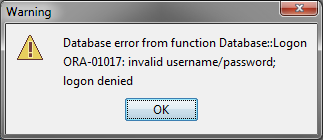 Warning
Database error from function Database::Logon
ORA-01017: invalid username/password;
logon denied
OK